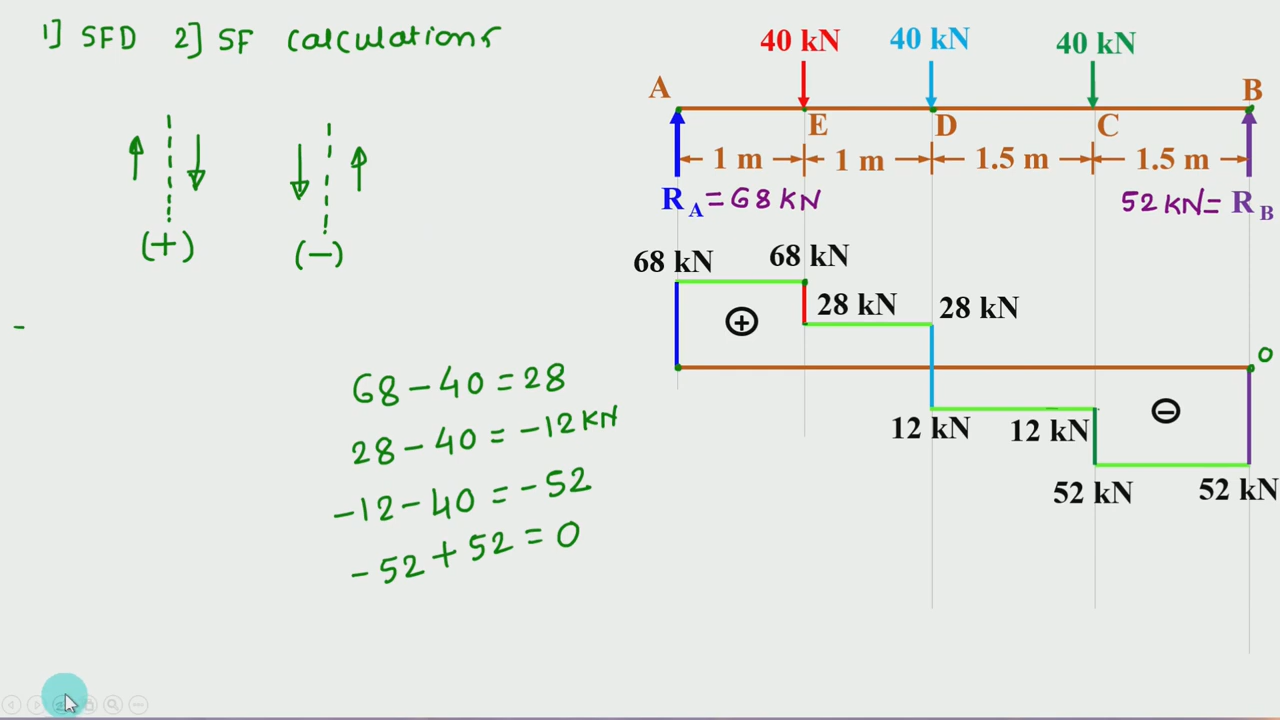 1] SFD 2] SF calculations
40 kN 40 kN 40 kN
A B
E D C
1 m 1 m 1.5 m 1.5 m
RA = 68 KN 52 KN = RB
(+) (-)
68 kN 68 kN
28 kN 28 kN
+
0
68 - 40 = 28
28 - 40 = -12 KN
-12 - 40 = -52
-52 + 52 = 0
-
12 kN 12 kN
52 kN 52 kN
-